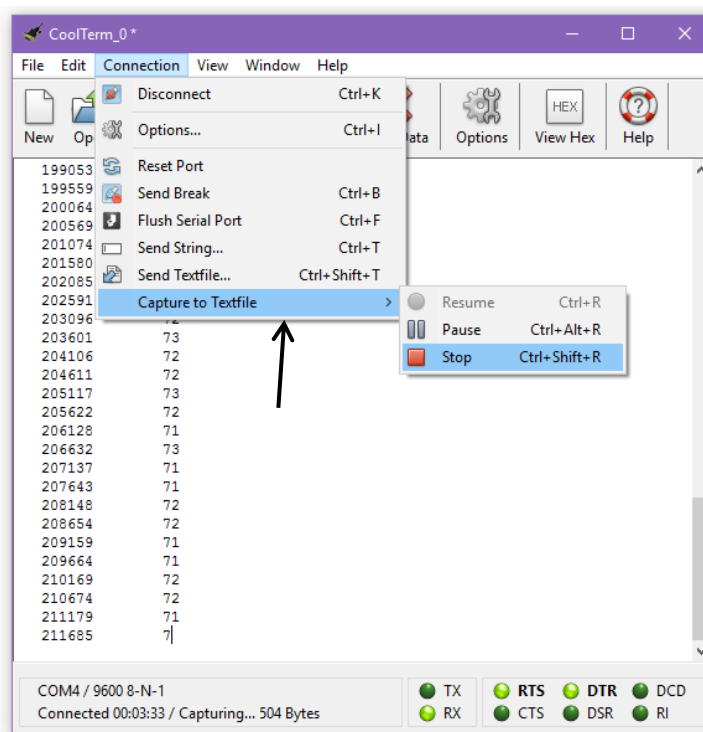 CoolTerm_0 *
File Edit Connection View Window Help
New Op ata Options HEX View Hex Help
Disconnect Ctrl+K
Options... Ctrl+I
Reset Port
Send Break Ctrl+B
Flush Serial Port Ctrl+F
Send String... Ctrl+T
Send Textfile... Ctrl+Shift+T
Capture to Textfile >
Resume Ctrl+R
Pause Ctrl+Alt+R
Stop Ctrl+Shift+R
199053
199559
200064
200569
201074
201580
202085
202591
203096 72
203601 73
204106 72
204611 72
205117 73
205622 72
206128 71
206632 73
207137 71
207643 71
208148 72
208654 72
209159 71
209664 71
210169 72
210674 72
211179 71
211685 7
COM4 / 9600 8-N-1
Connected 00:03:33 / Capturing... 504 Bytes
TX RTS DTR DCD
RX CTS DSR RI